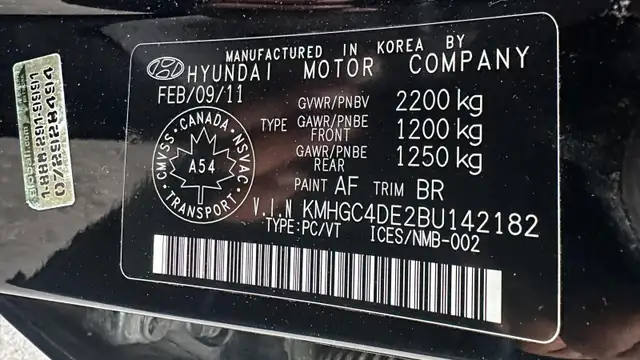 MANUFACTURED IN KOREA BY
HYUNDAI MOTOR COMPANY
FEB/09/11
GVWR/PNBV 2200 kg
TYPE GAWR/PNBE FRONT 1200 kg
GAWR/PNBE REAR 1250 kg
CMVSS CANADA NSVAC
A54
TRANSPORT
PAINT AF TRIM BR
V.I.N KMHGC4DE2BU142182
TYPE:PC/VT ICES/NMB-002